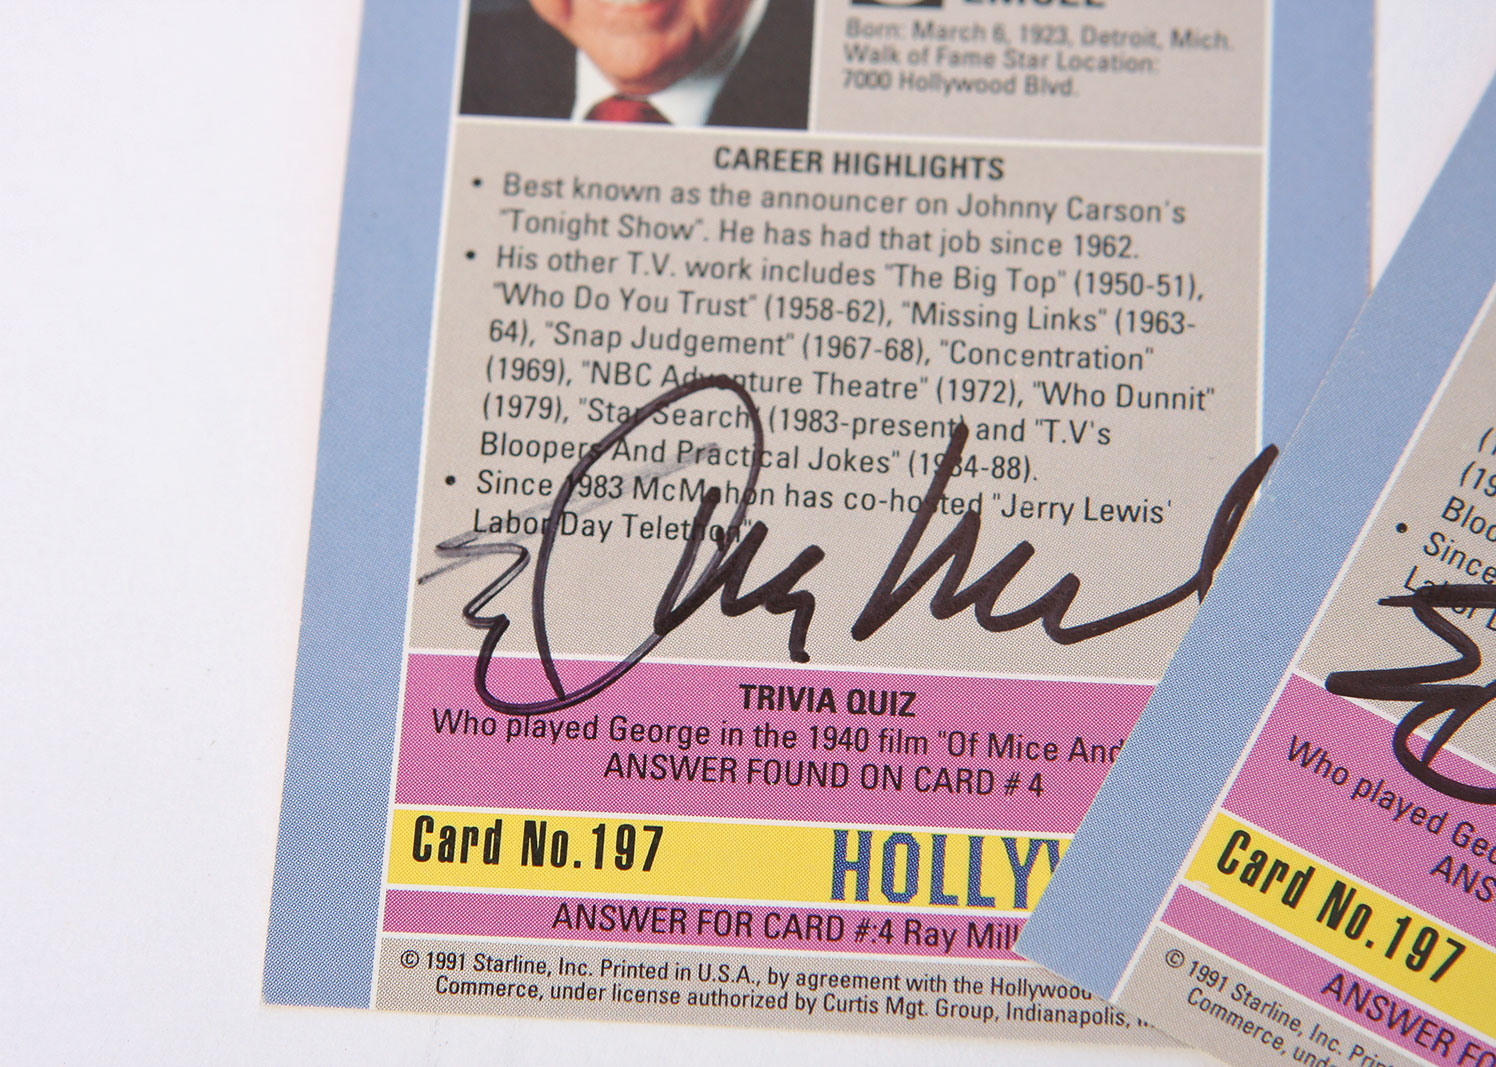 Born: March 6, 1923, Detroit, Mich.
Walk of Fame Star Location:
7000 Hollywood Blvd.
CAREER HIGHLIGHTS
• Best known as the announcer on Johnny Carson's
"Tonight Show". He has had that job since 1962.
• His other T.V. work includes "The Big Top" (1950-51),
"Who Do You Trust" (1958-62), "Missing Links" (1963-
64), "Snap Judgement" (1967-68), "Concentration"
(1969), "NBC Adventure Theatre" (1972), "Who Dunnit"
(1979), "Star Search" (1983-present) and "T.V's
Bloopers And Practical Jokes" (1984-88).
• Since 1983 McMahon has co-hosted "Jerry Lewis'
Labor Day Telethon"
TRIVIA QUIZ
Who played George in the 1940 film "Of Mice And
ANSWER FOUND ON CARD # 4
Card No.197
HOLLY
ANSWER FOR CARD #:4 Ray Mill
© 1991 Starline, Inc. Printed in U.S.A., by agreement with the Hollywood
Commerce, under license authorized by Curtis Mgt. Group, Indianapolis,
(19
Bloo
• Since
Labor
Who played Geo
ANS
Card No.197
ANSWER FO
© 1991 Starline, Inc. Prin
Commerce, und